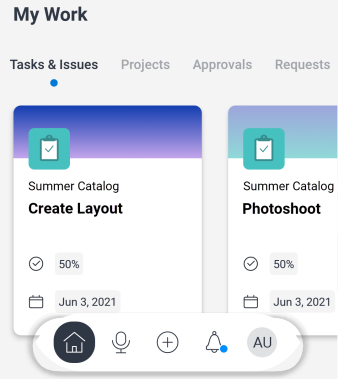 My Work
Tasks & Issues Projects Approvals Requests
Summer Catalog Summer Catalog
Create Layout Photoshoot
50% 50%
Jun 3, 2021 Jun 3, 2021
AU